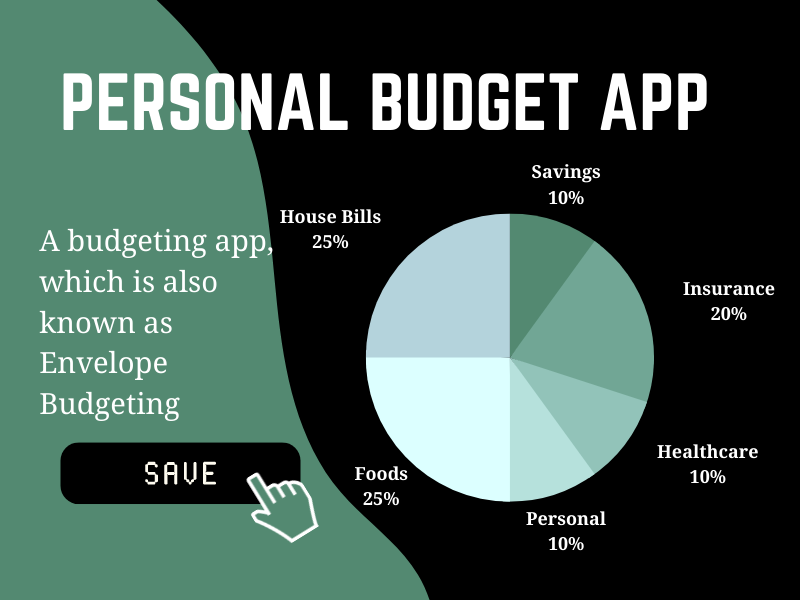 PERSONAL BUDGET APP
A budgeting app,
which is also
known as
Envelope
Budgeting
SAVE
Savings
10%
House Bills
25%
Insurance
20%
Healthcare
10%
Foods
25%
Personal
10%